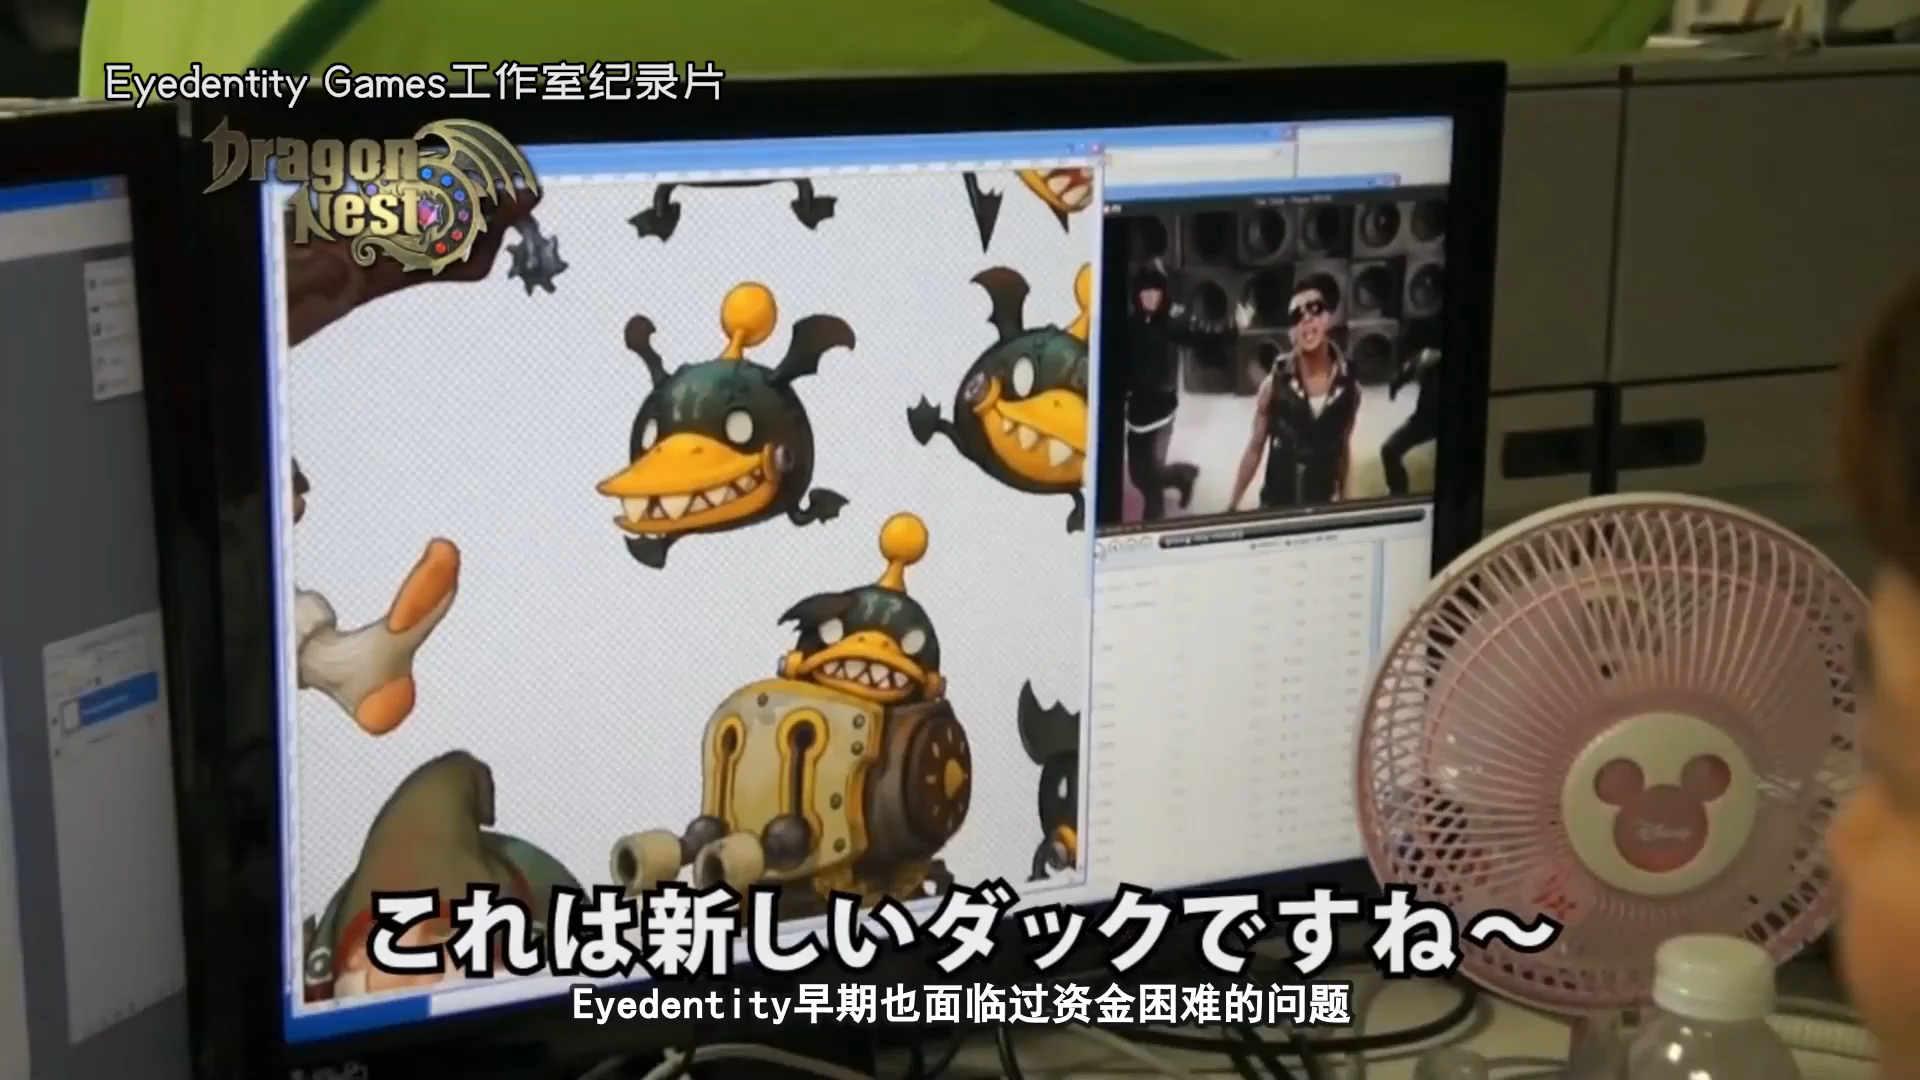 Eyedentity Games工作室纪录片
Dragon
Nest
Disney
これは新しいダックですね〜
Eyedentity早期也面临过资金困难的问题